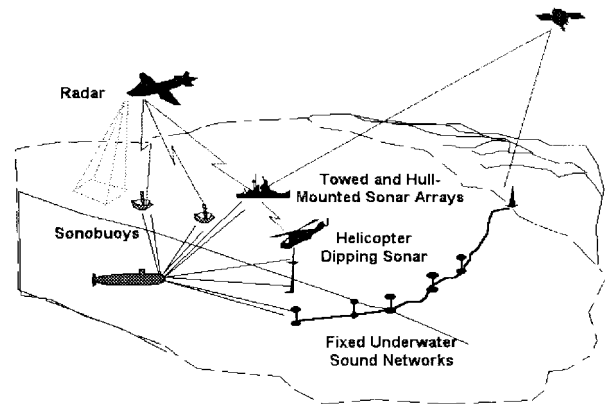 Radar
Towed and Hull-
Mounted Sonar Arrays
Sonobuoys
Helicopter
Dipping Sonar
Fixed Underwater
Sound Networks